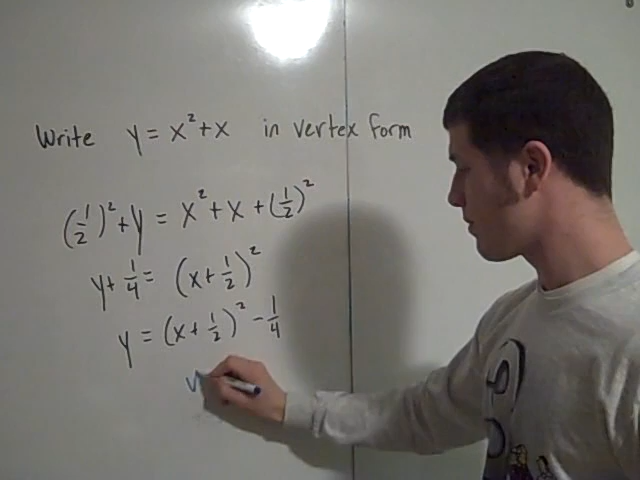 Write y = x² + x in vertex form
(1/2)² + y = x² + x + (1/2)²
y + 1/4 = (x + 1/2)²
y = (x + 1/2)² - 1/4